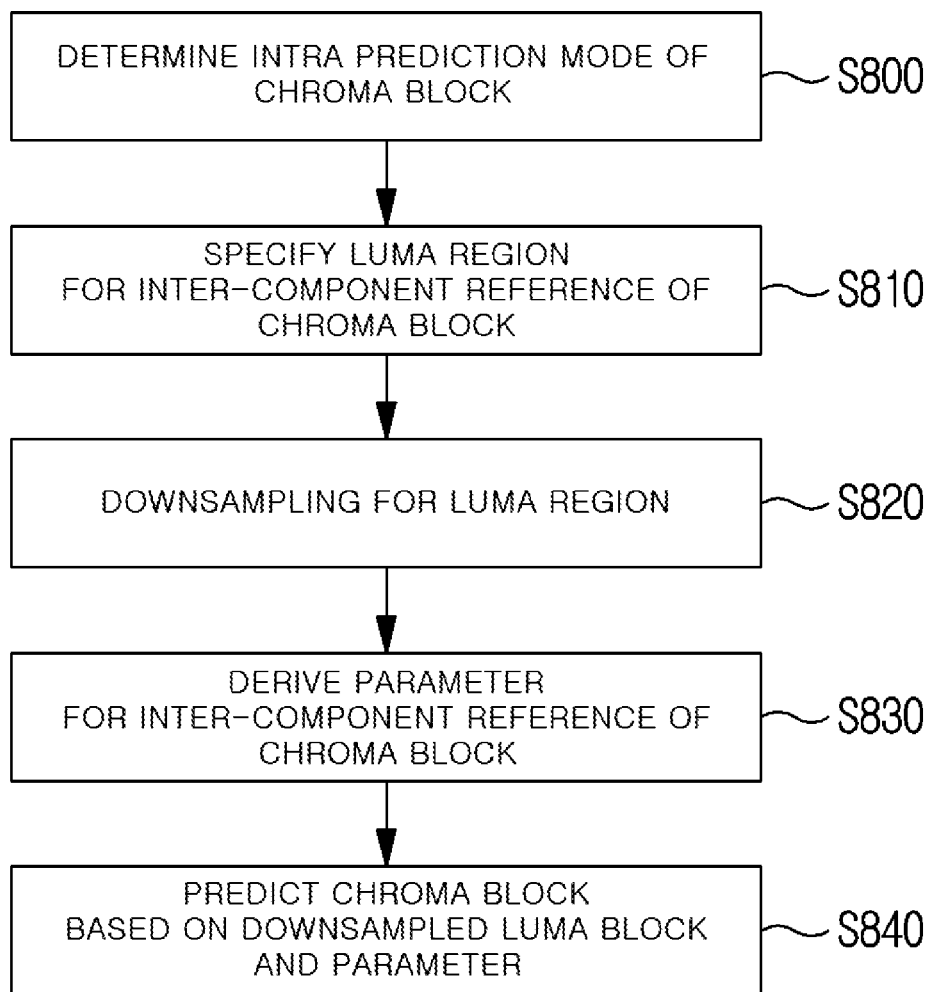 DETERMINE INTRA PREDICTION MODE OF
CHROMA BLOCK
S800
SPECIFY LUMA REGION
FOR INTER-COMPONENT REFERENCE OF
CHROMA BLOCK
S810
DOWNSAMPLING FOR LUMA REGION
S820
DERIVE PARAMETER
FOR INTER-COMPONENT REFERENCE OF
CHROMA BLOCK
S830
PREDICT CHROMA BLOCK
BASED ON DOWNSAMPLED LUMA BLOCK
AND PARAMETER
S840